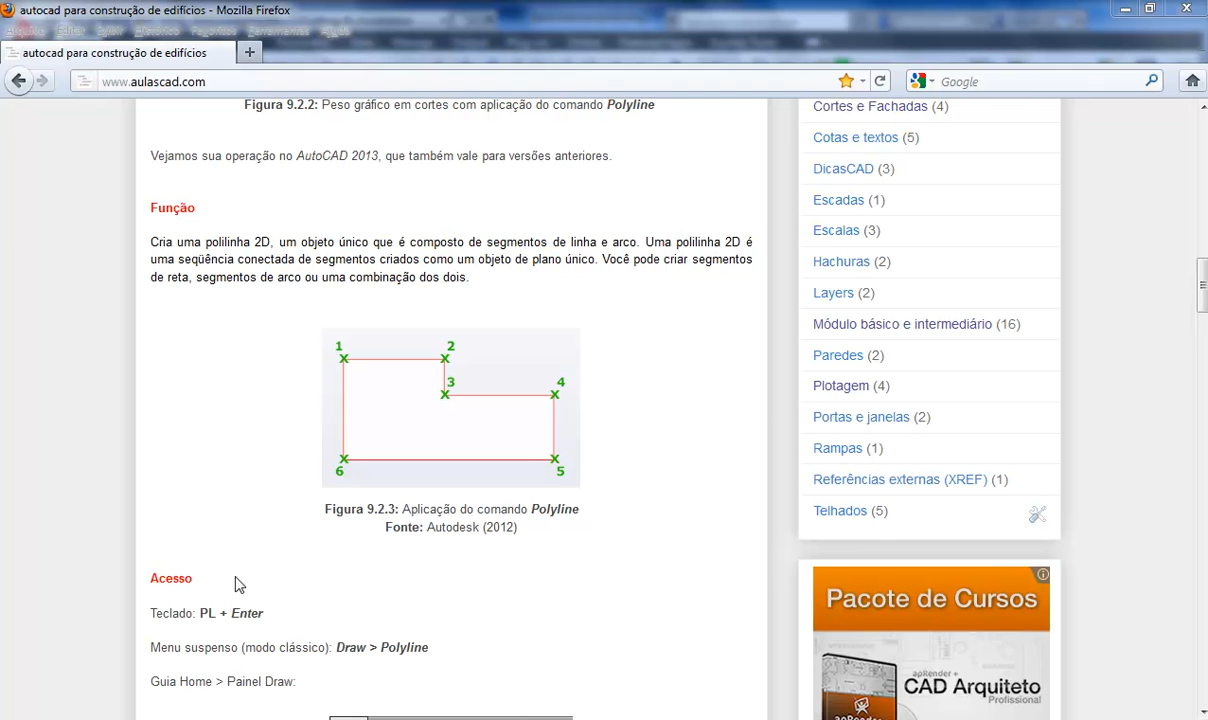 autocad para construção de edifícios - Mozilla Firefox
Arquivo Editar Exibir Histórico Favoritos Ferramentas Ajuda
autocad para construção de edifícios
www.aulascad.com
Google
Figura 9.2.2: Peso gráfico em cortes com aplicação do comando Polyline
Vejamos sua operação no AutoCAD 2013, que também vale para versões anteriores.
Função
Cria uma polilinha 2D, um objeto único que é composto de segmentos de linha e arco. Uma polilinha 2D é
uma seqüência conectada de segmentos criados como um objeto de plano único. Você pode criar segmentos
de reta, segmentos de arco ou uma combinação dos dois.
1
2
3
4
6
5
Figura 9.2.3: Aplicação do comando Polyline
Fonte: Autodesk (2012)
Acesso
Teclado: PL + Enter
Menu suspenso (modo clássico): Draw > Polyline
Guia Home > Painel Draw:
Cortes e Fachadas (4)
Cotas e textos (5)
DicasCAD (3)
Escadas (1)
Escalas (3)
Hachuras (2)
Layers (2)
Módulo básico e intermediário (16)
Paredes (2)
Plotagem (4)
Portas e janelas (2)
Rampas (1)
Referências externas (XREF) (1)
Telhados (5)
Pacote de Cursos
CAD Arquiteto
Profissional